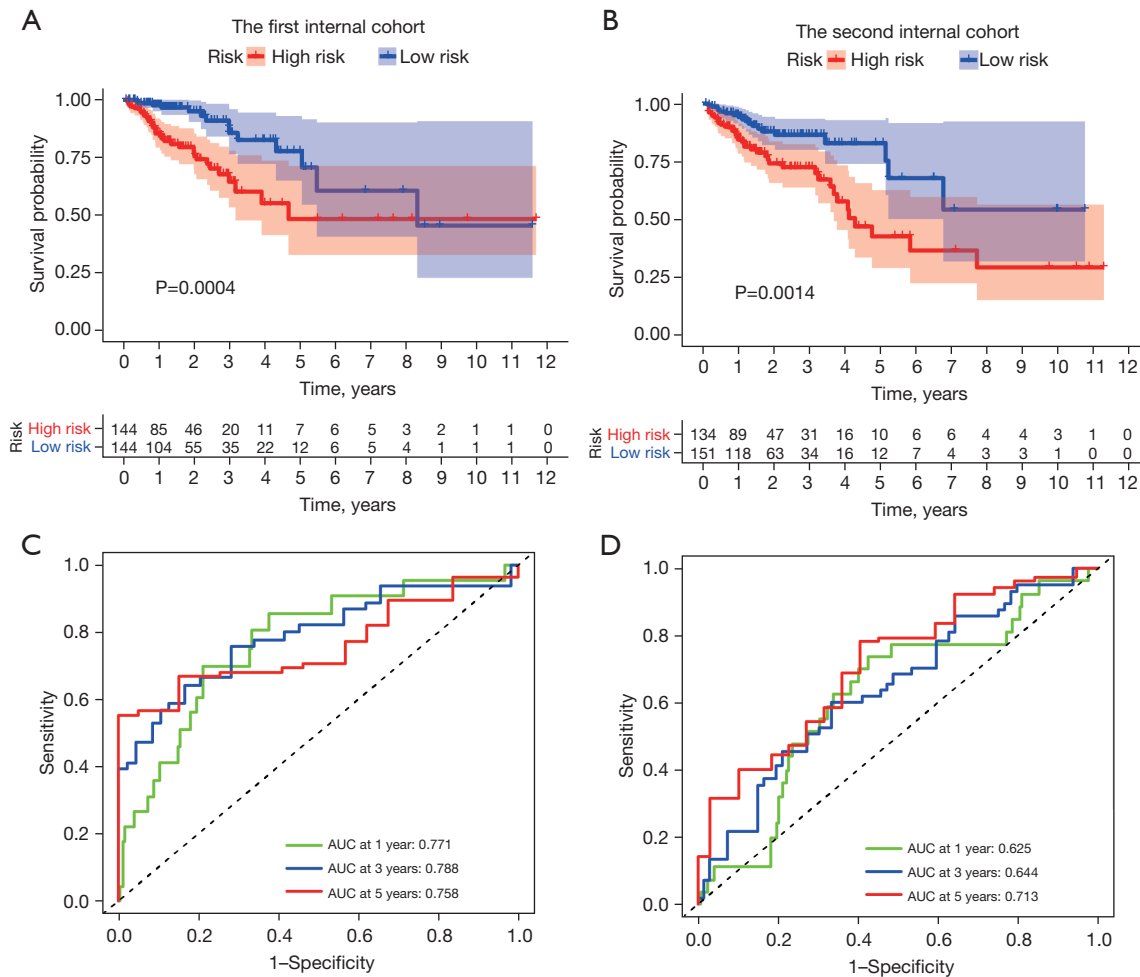 A
The first internal cohort
Risk High risk Low risk
Survival probability
1.00
0.75
0.50
0.25
0.00
P=0.0004
0 1 2 3 4 5 6 7 8 9 10 11 12
Time, years
Risk
High risk 144 85 46 20 11 7 6 5 3 2 1 1 0
Low risk 144 104 55 35 22 12 6 5 4 1 1 1 0
0 1 2 3 4 5 6 7 8 9 10 11 12
Time, years
B
The second internal cohort
Risk High risk Low risk
Survival probability
1.00
0.75
0.50
0.25
0.00
P=0.0014
0 1 2 3 4 5 6 7 8 9 10 11 12
Time, years
Risk
High risk 134 89 47 31 16 10 6 6 4 4 3 1 0
Low risk 151 118 63 34 16 12 7 4 3 3 1 0 0
0 1 2 3 4 5 6 7 8 9 10 11 12
Time, years
C
Sensitivity
1.0
0.8
0.6
0.4
0.2
0.0
AUC at 1 year: 0.771
AUC at 3 years: 0.788
AUC at 5 years: 0.758
0.0 0.2 0.4 0.6 0.8 1.0
1–Specificity
D
Sensitivity
1.0
0.8
0.6
0.4
0.2
0.0
AUC at 1 year: 0.625
AUC at 3 years: 0.644
AUC at 5 years: 0.713
0.0 0.2 0.4 0.6 0.8 1.0
1–Specificity